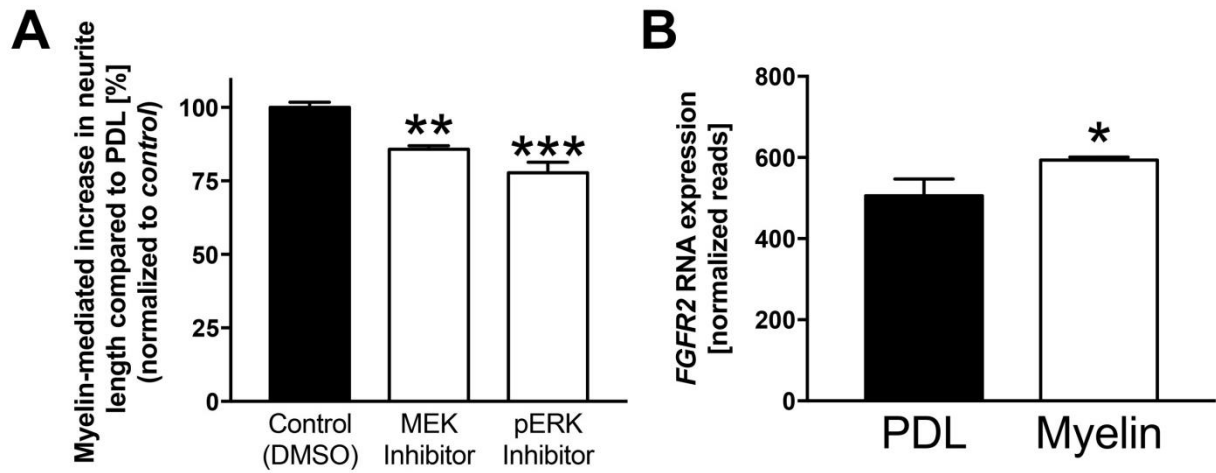 A
Myelin-mediated increase in neurite
length compared to PDL [%]
(normalized to control)
100
75
50
25
0
**
***
Control
(DMSO)
MEK
Inhibitor
pERK
Inhibitor
B
FGFR2 RNA expression
[normalized reads]
800
600
400
200
0
*
PDL
Myelin